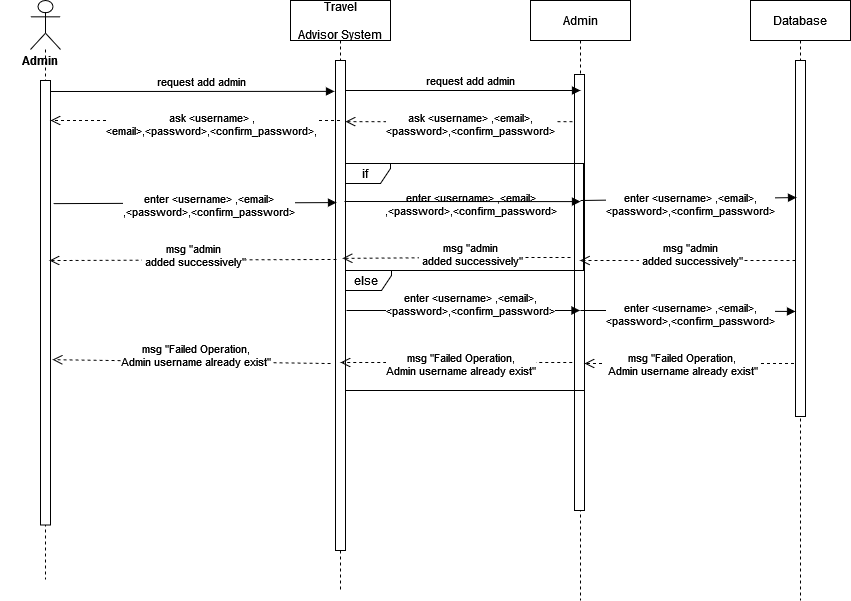 Travel
Advisor System
Admin
Database
Admin
request add admin
request add admin
ask <username> ,
<email>,<password>,<confirm_password>,
ask <username> ,<email>,
<password>,<confirm_password>
if
enter <username> ,<email>
,<password>,<confirm_password>
enter <username> ,<email>
,<password>,<confirm_password>
enter <username> ,<email>,
<password>,<confirm_password>
msg "admin
added successively"
msg "admin
added successively"
msg "admin
added successively"
else
enter <username> ,<email>,
<password>,<confirm_password>
enter <username> ,<email>,
<password>,<confirm_password>
msg "Failed Operation,
Admin username already exist"
msg "Failed Operation,
Admin username already exist"
msg "Failed Operation,
Admin username already exist"